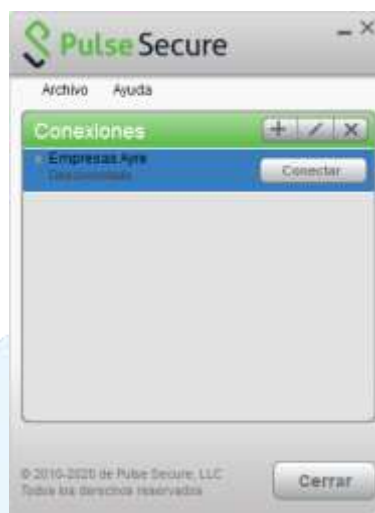 Pulse Secure
Archivo Ayuda
Conexiones
Empresas Ayre
Desconectado
Conectar
© 2010-2020 de Pulse Secure, LLC
Todos los derechos reservados
Cerrar